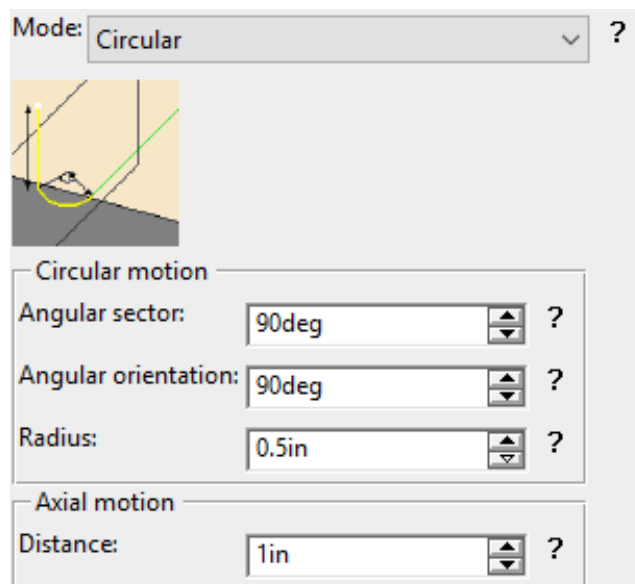 Mode: Circular ?
Circular motion
Angular sector: 90deg ?
Angular orientation: 90deg ?
Radius: 0.5in ?
Axial motion
Distance: 1in ?